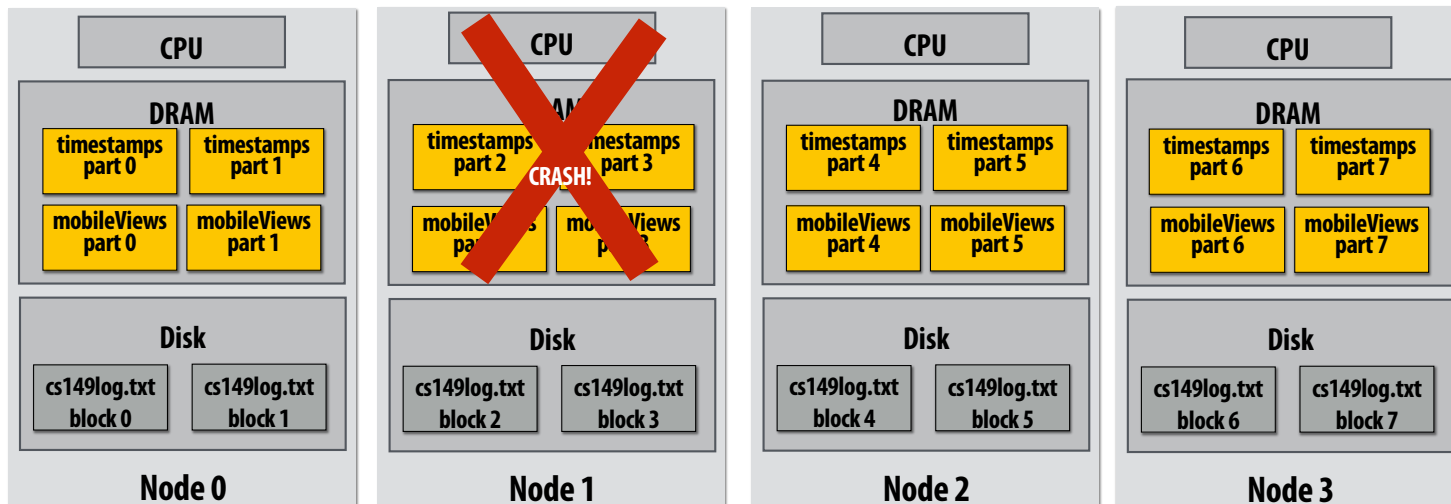 CPU
DRAM
timestamps
part 0
timestamps
part 1
mobileViews
part 0
mobileViews
part 1
Disk
cs149log.txt
block 0
cs149log.txt
block 1
Node 0
CPU
timestamps
part 2
part 3
CRASH!
Disk
cs149log.txt
block 2
cs149log.txt
block 3
Node 1
CPU
DRAM
timestamps
part 4
timestamps
part 5
mobileViews
part 4
mobileViews
part 5
Disk
cs149log.txt
block 4
cs149log.txt
block 5
Node 2
CPU
DRAM
timestamps
part 6
timestamps
part 7
mobileViews
part 6
mobileViews
part 7
Disk
cs149log.txt
block 6
cs149log.txt
block 7
Node 3